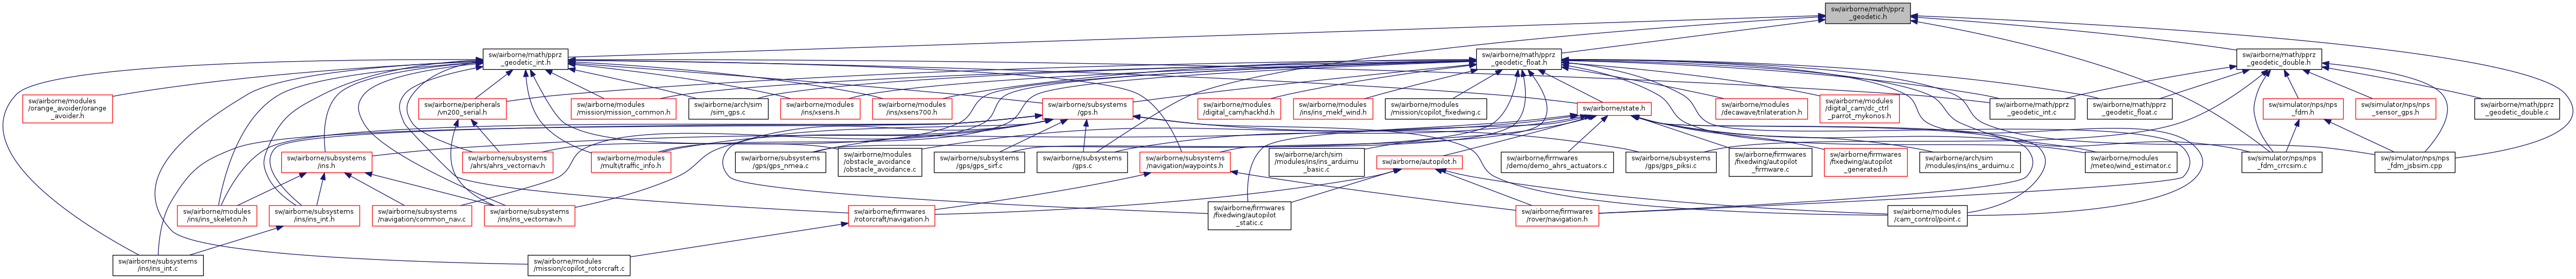 sw/airborne/math/pprz
_geodetic.h
sw/airborne/math/pprz
_geodetic_int.h
sw/airborne/math/pprz
_geodetic_float.h
sw/airborne/math/pprz
_geodetic_double.h
sw/airborne/modules
/orange_avoider/orange
_avoider.h
sw/airborne/peripherals
/vn200_serial.h
sw/airborne/modules
/mission/mission_common.h
sw/airborne/arch/sim
/sim_gps.c
sw/airborne/modules
/ins/xsens.h
sw/airborne/modules
/ins/xsens700.h
sw/airborne/subsystems
/gps.h
sw/airborne/modules
/digital_cam/hackhd.h
sw/airborne/modules
/ins/ins_mekf_wind.h
sw/airborne/modules
/mission/copilot_fixedwing.c
sw/airborne/state.h
sw/airborne/modules
/decawave/trilateration.h
sw/airborne/modules
/digital_cam/dc_ctrl
_parrot_mykonos.h
sw/airborne/math/pprz
_geodetic_int.c
sw/airborne/math/pprz
_geodetic_float.c
sw/simulator/nps/nps
_fdm.h
sw/simulator/nps/nps
_sensor_gps.h
sw/airborne/math/pprz
_geodetic_double.c
sw/airborne/subsystems
/ins.h
sw/airborne/subsystems
/ahrs/ahrs_vectornav.h
sw/airborne/modules
/multi/traffic_info.h
sw/airborne/subsystems
/gps/gps_nmea.c
sw/airborne/modules
/obstacle_avoidance
/obstacle_avoidance.c
sw/airborne/subsystems
/gps/gps_sirf.c
sw/airborne/subsystems
/gps.c
sw/airborne/subsystems
/navigation/waypoints.h
sw/airborne/arch/sim
/modules/ins/ins_arduimu
_basic.c
sw/airborne/autopilot.h
sw/airborne/firmwares
/demo/demo_ahrs_actuators.c
sw/airborne/subsystems
/gps/gps_piksi.c
sw/airborne/firmwares
/fixedwing/autopilot
_firmware.c
sw/airborne/firmwares
/fixedwing/autopilot
_generated.h
sw/airborne/arch/sim
/modules/ins/ins_arduimu.c
sw/airborne/modules
/meteo/wind_estimator.c
sw/simulator/nps/nps
_fdm_crrcsim.c
sw/simulator/nps/nps
_fdm_jsbsim.cpp
sw/airborne/modules
/ins/ins_skeleton.h
sw/airborne/subsystems
/ins/ins_int.h
sw/airborne/subsystems
/navigation/common_nav.c
sw/airborne/subsystems
/ins/ins_vectornav.h
sw/airborne/firmwares
/rotorcraft/navigation.h
sw/airborne/firmwares
/fixedwing/autopilot
_static.c
sw/airborne/firmwares
/rover/navigation.h
sw/airborne/modules
/cam_control/point.c
sw/airborne/subsystems
/ins/ins_int.c
sw/airborne/modules
/mission/copilot_rotorcraft.c